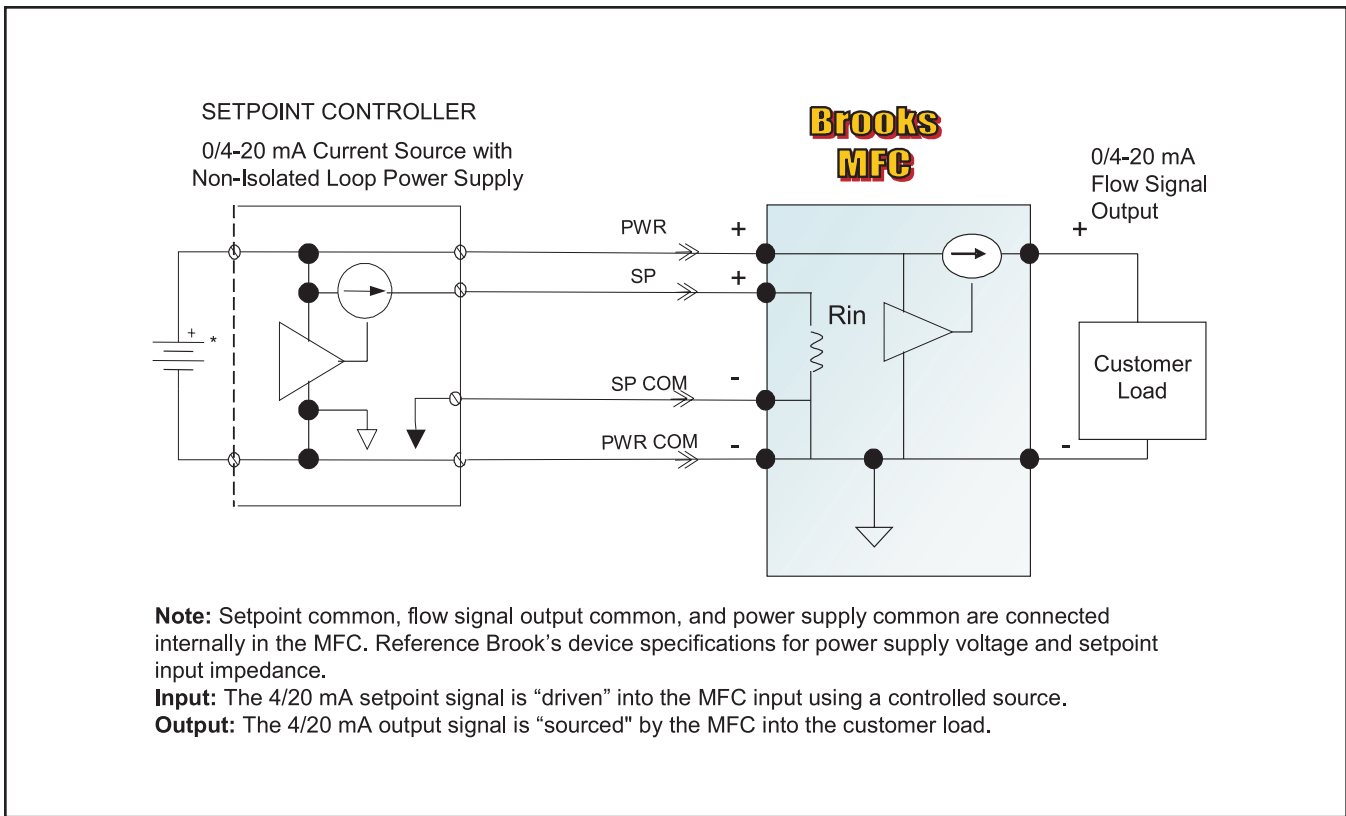 SETPOINT CONTROLLER
0/4-20 mA Current Source with
Non-Isolated Loop Power Supply
Brooks
MFC
0/4-20 mA
Flow Signal
Output
PWR
+
+
SP
+
Rin
+
*
Customer
Load
SP COM
-
PWR COM
-
-
Note: Setpoint common, flow signal output common, and power supply common are connected
internally in the MFC. Reference Brook's device specifications for power supply voltage and setpoint
input impedance.
Input: The 4/20 mA setpoint signal is “driven” into the MFC input using a controlled source.
Output: The 4/20 mA output signal is “sourced" by the MFC into the customer load.